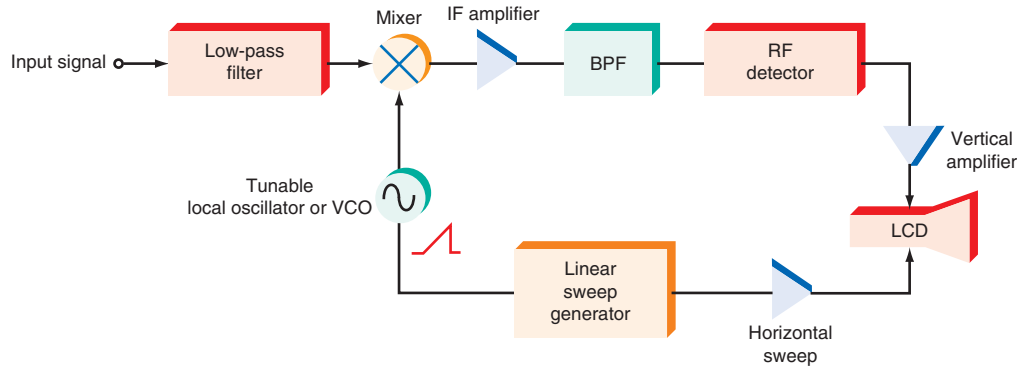 Mixer
IF amplifier
Input signal
Low-pass
filter
BPF
RF
detector
Vertical
amplifier
Tunable
local oscillator or VCO
LCD
Linear
sweep
generator
Horizontal
sweep